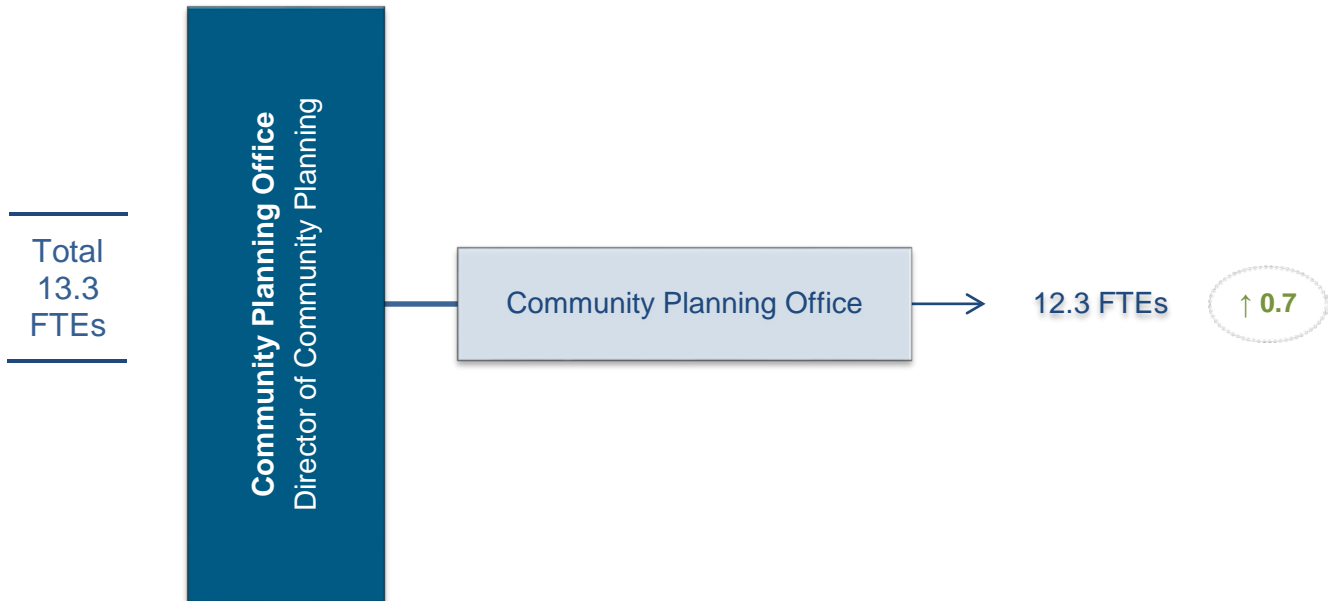 Total
13.3
FTEs
Community Planning Office
Director of Community Planning
Community Planning Office
12.3 FTEs
↑ 0.7